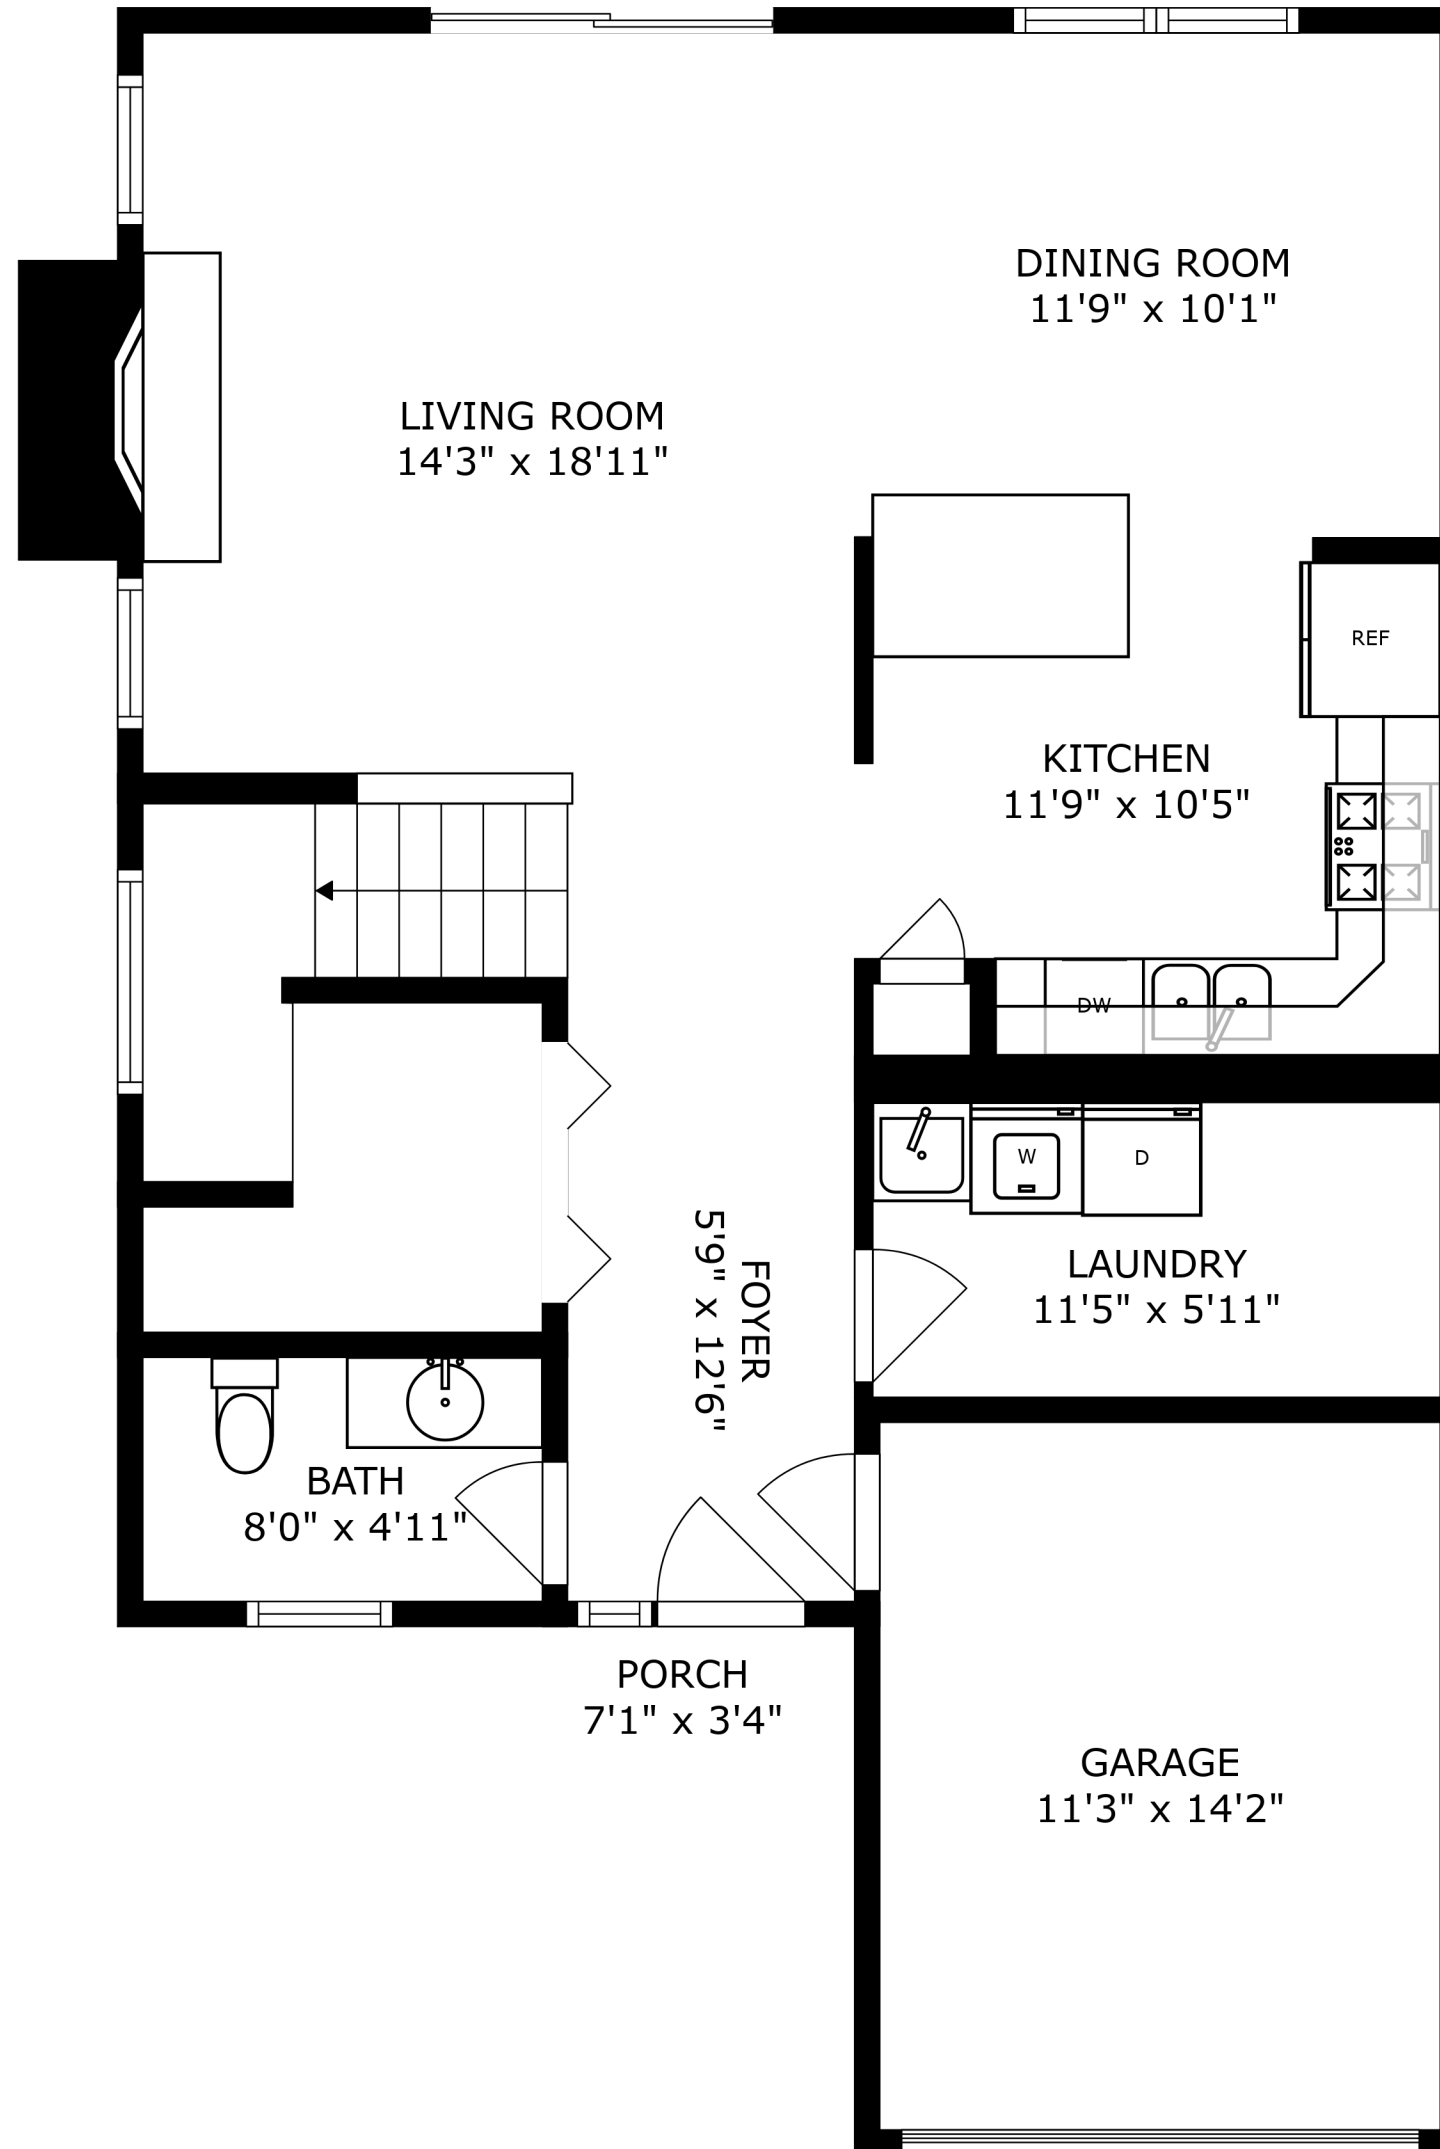 DINING ROOM
11'9" x 10'1"
LIVING ROOM
14'3" x 18'11"
REF
KITCHEN
11'9" x 10'5"
DW
W
D
LAUNDRY
11'5" x 5'11"
FOYER
5'9" x 12'6"
BATH
8'0" x 4'11"
PORCH
7'1" x 3'4"
GARAGE
11'3" x 14'2"